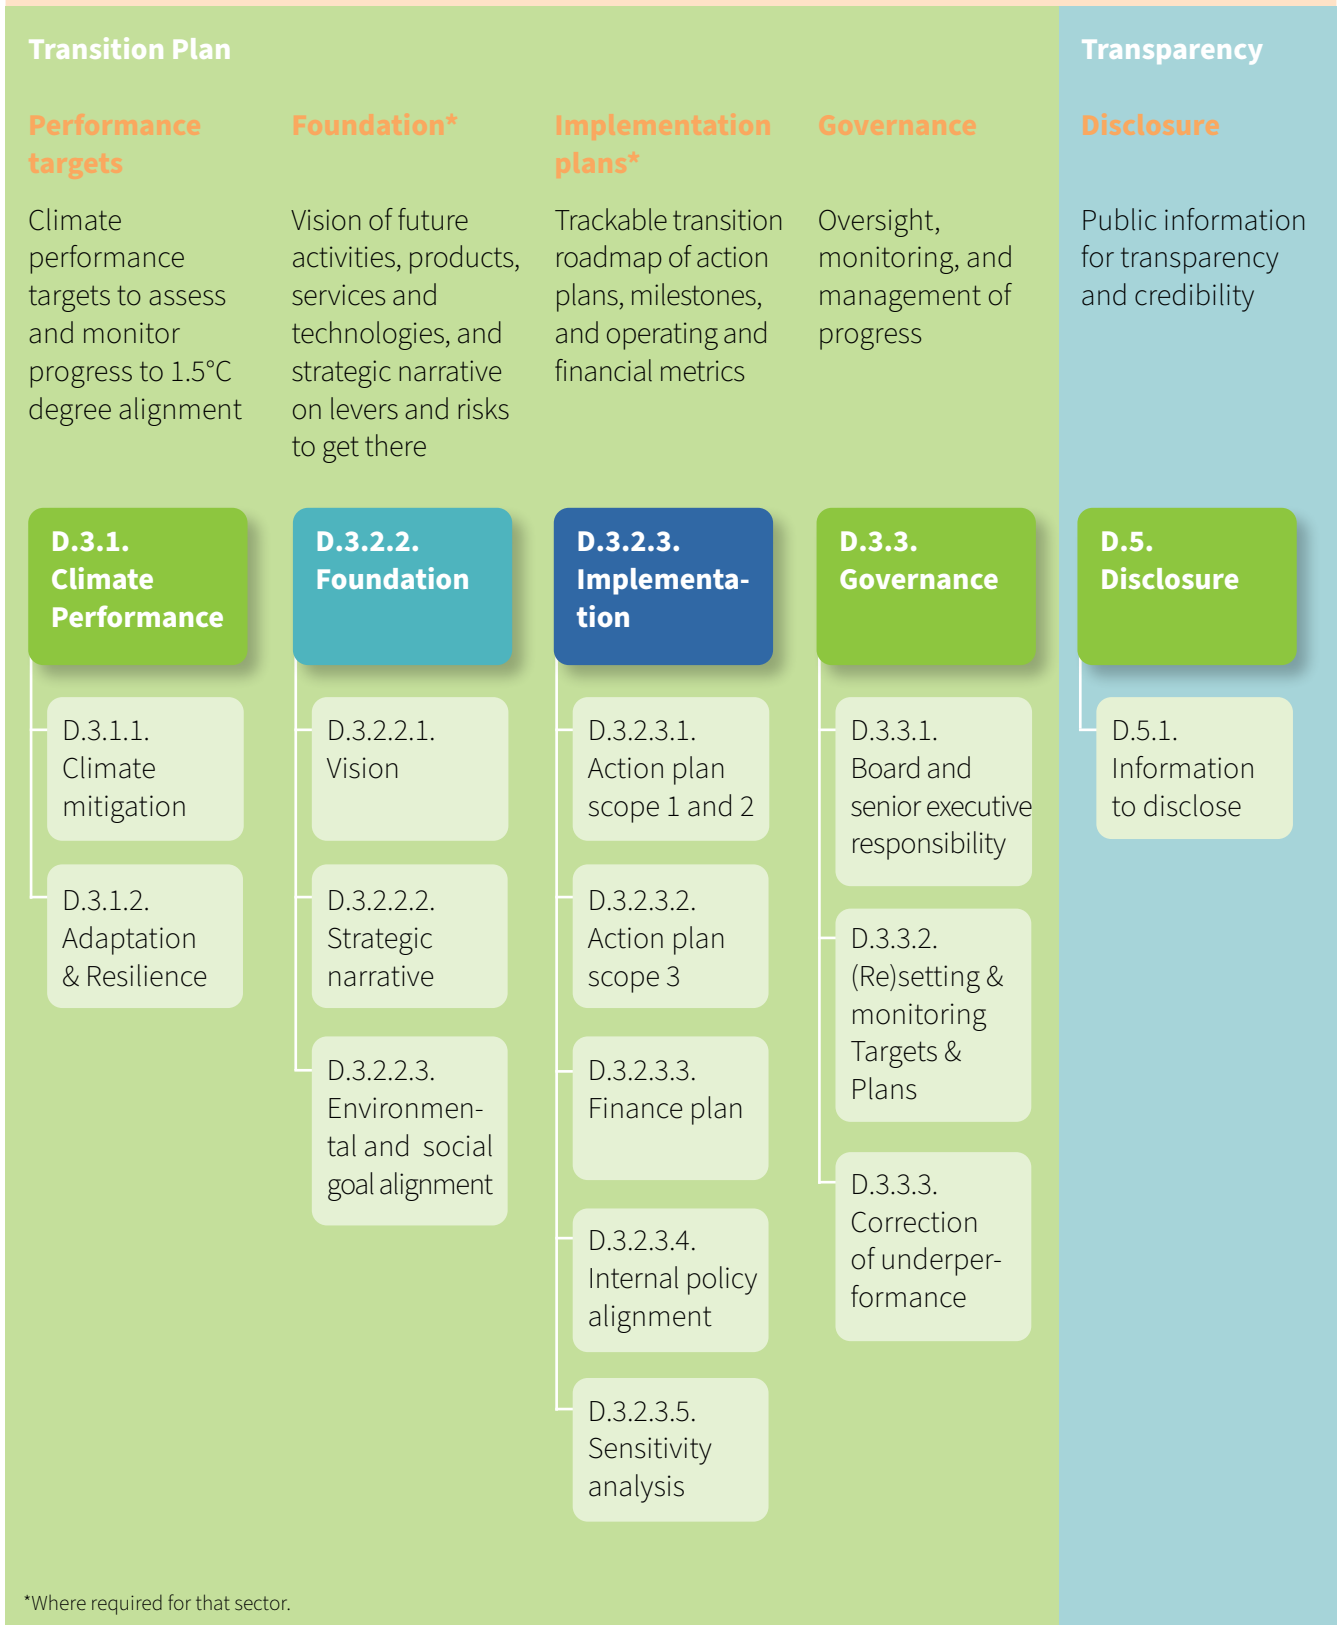 Transition Plan
Transparency
Performance
targets
Climate
performance
targets to assess
and monitor
progress to 1.5°C
degree alignment
D.3.1.
Climate
Performance
D.3.1.1.
Climate
mitigation
D.3.1.2.
Adaptation
& Resilience
Foundation*
Vision of future
activities, products,
services and
technologies, and
strategic narrative
on levers and risks
to get there
D.3.2.2.
Foundation
D.3.2.2.1.
Vision
D.3.2.2.2.
Strategic
narrative
D.3.2.2.3.
Environmen-
tal and social
goal alignment
Implementation
plans*
Trackable transition
roadmap of action
plans, milestones,
and operating and
financial metrics
D.3.2.3.
Implementa-
tion
D.3.2.3.1.
Action plan
scope 1 and 2
D.3.2.3.2.
Action plan
scope 3
D.3.2.3.3.
Finance plan
D.3.2.3.4.
Internal policy
alignment
D.3.2.3.5.
Sensitivity
analysis
Governance
Oversight,
monitoring, and
management of
progress
D.3.3.
Governance
D.3.3.1.
Board and
senior executive
responsibility
D.3.3.2.
(Re)setting &
monitoring
Targets &
Plans
D.3.3.3.
Correction
of underper-
formance
Disclosure
Public information
for transparency
and credibility
D.5.
Disclosure
D.5.1.
Information
to disclose
*Where required for that sector.